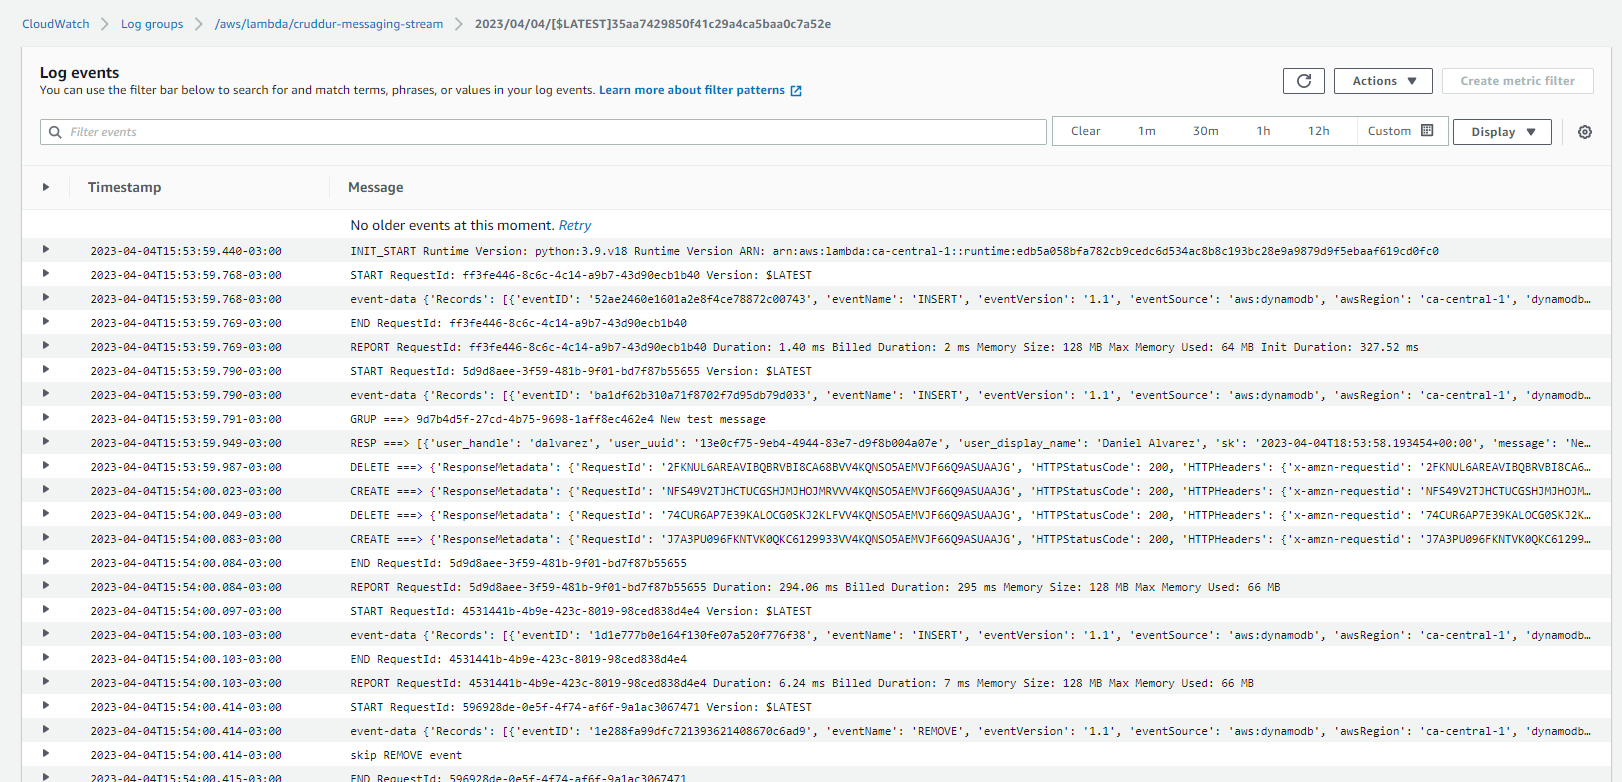 CloudWatch > Log groups > /aws/lambda/cruddur-messaging-stream > 2023/04/04/[$LATEST]35aa7429850f41c29a4ca5baa0c7a52e
Log events
You can use the filter bar below to search for and match terms, phrases, or values in your log events. Learn more about filter patterns
Actions ▼ Create metric filter
Filter events
Clear 1m 30m 1h 12h Custom Display ▼
Timestamp Message
No older events at this moment. Retry
2023-04-04T15:53:59.440-03:00 INIT_START Runtime Version: python:3.9.v18 Runtime Version ARN: arn:aws:lambda:ca-central-1::runtime:edb5a058bfa782cb9cedc6d534ac8b8c193bc28e9a9879d9f5ebaaf619cd0fc0
2023-04-04T15:53:59.768-03:00 START RequestId: ff3fe446-8c6c-4c14-a9b7-43d90ecb1b40 Version: $LATEST
2023-04-04T15:53:59.768-03:00 event-data {'Records': [{'eventID': '52ae2460e1601a2e8f4ce78872c00743', 'eventName': 'INSERT', 'eventVersion': '1.1', 'eventSource': 'aws:dynamodb', 'awsRegion': 'ca-central-1', 'dynamodb…
2023-04-04T15:53:59.769-03:00 END RequestId: ff3fe446-8c6c-4c14-a9b7-43d90ecb1b40
2023-04-04T15:53:59.769-03:00 REPORT RequestId: ff3fe446-8c6c-4c14-a9b7-43d90ecb1b40 Duration: 1.40 ms Billed Duration: 2 ms Memory Size: 128 MB Max Memory Used: 64 MB Init Duration: 327.52 ms
2023-04-04T15:53:59.790-03:00 START RequestId: 5d9d8aee-3f59-481b-9f01-bd7f87b55655 Version: $LATEST
2023-04-04T15:53:59.790-03:00 event-data {'Records': [{'eventID': 'ba1df62b310a71f8702f7d95db79d033', 'eventName': 'INSERT', 'eventVersion': '1.1', 'eventSource': 'aws:dynamodb', 'awsRegion': 'ca-central-1', 'dynamodb…
2023-04-04T15:53:59.791-03:00 GRUP ===> 9d7b4d5f-27cd-4b75-9698-1aff8ec462e4 New test message
2023-04-04T15:53:59.949-03:00 RESP ===> [{'user_handle': 'dalvarez', 'user_uuid': '13e0cf75-9eb4-4944-83e7-d9f8b004a07e', 'user_display_name': 'Daniel Alvarez', 'sk': '2023-04-04T18:53:58.193454+00:00', 'message': 'Ne…
2023-04-04T15:53:59.987-03:00 DELETE ===> {'ResponseMetadata': {'RequestId': '2FKNUL6AREAVIBQBRVBI8CA68BVV4KQNSO5AEMVJF66Q9ASUAAJG', 'HTTPStatusCode': 200, 'HTTPHeaders': {'x-amzn-requestid': '2FKNUL6AREAVIBQBRVBI8CA6…
2023-04-04T15:54:00.023-03:00 CREATE ===> {'ResponseMetadata': {'RequestId': 'NFS49V2TJHCTUCGSHJMJHOJMRVVV4KQNSO5AEMVJF66Q9ASUAAJG', 'HTTPStatusCode': 200, 'HTTPHeaders': {'x-amzn-requestid': 'NFS49V2TJHCTUCGSHJMJHOJM…
2023-04-04T15:54:00.049-03:00 DELETE ===> {'ResponseMetadata': {'RequestId': '74CUR6AP7E39KALOCG0SKJ2KLFVV4KQNSO5AEMVJF66Q9ASUAAJG', 'HTTPStatusCode': 200, 'HTTPHeaders': {'x-amzn-requestid': '74CUR6AP7E39KALOCG0SKJ2K…
2023-04-04T15:54:00.083-03:00 CREATE ===> {'ResponseMetadata': {'RequestId': 'J7A3PU096FKNTVK0QKC6129933VV4KQNSO5AEMVJF66Q9ASUAAJG', 'HTTPStatusCode': 200, 'HTTPHeaders': {'x-amzn-requestid': 'J7A3PU096FKNTVK0QKC61299…
2023-04-04T15:54:00.084-03:00 END RequestId: 5d9d8aee-3f59-481b-9f01-bd7f87b55655
2023-04-04T15:54:00.084-03:00 REPORT RequestId: 5d9d8aee-3f59-481b-9f01-bd7f87b55655 Duration: 294.06 ms Billed Duration: 295 ms Memory Size: 128 MB Max Memory Used: 66 MB
2023-04-04T15:54:00.097-03:00 START RequestId: 4531441b-4b9e-423c-8019-98ced838d4e4 Version: $LATEST
2023-04-04T15:54:00.103-03:00 event-data {'Records': [{'eventID': '1d1e777b0e164f130fe07a520f776f38', 'eventName': 'INSERT', 'eventVersion': '1.1', 'eventSource': 'aws:dynamodb', 'awsRegion': 'ca-central-1', 'dynamodb…
2023-04-04T15:54:00.103-03:00 END RequestId: 4531441b-4b9e-423c-8019-98ced838d4e4
2023-04-04T15:54:00.103-03:00 REPORT RequestId: 4531441b-4b9e-423c-8019-98ced838d4e4 Duration: 6.24 ms Billed Duration: 7 ms Memory Size: 128 MB Max Memory Used: 66 MB
2023-04-04T15:54:00.414-03:00 START RequestId: 596928de-0e5f-4f74-af6f-9a1ac3067471 Version: $LATEST
2023-04-04T15:54:00.414-03:00 event-data {'Records': [{'eventID': '1e288fa99dfc721393621408670c6ad9', 'eventName': 'REMOVE', 'eventVersion': '1.1', 'eventSource': 'aws:dynamodb', 'awsRegion': 'ca-central-1', 'dynamodb…
2023-04-04T15:54:00.414-03:00 skip REMOVE event
2023-04-04T15:54:00.415-03:00 END RequestId: 596928de-0e5f-4f74-af6f-9a1ac3067471